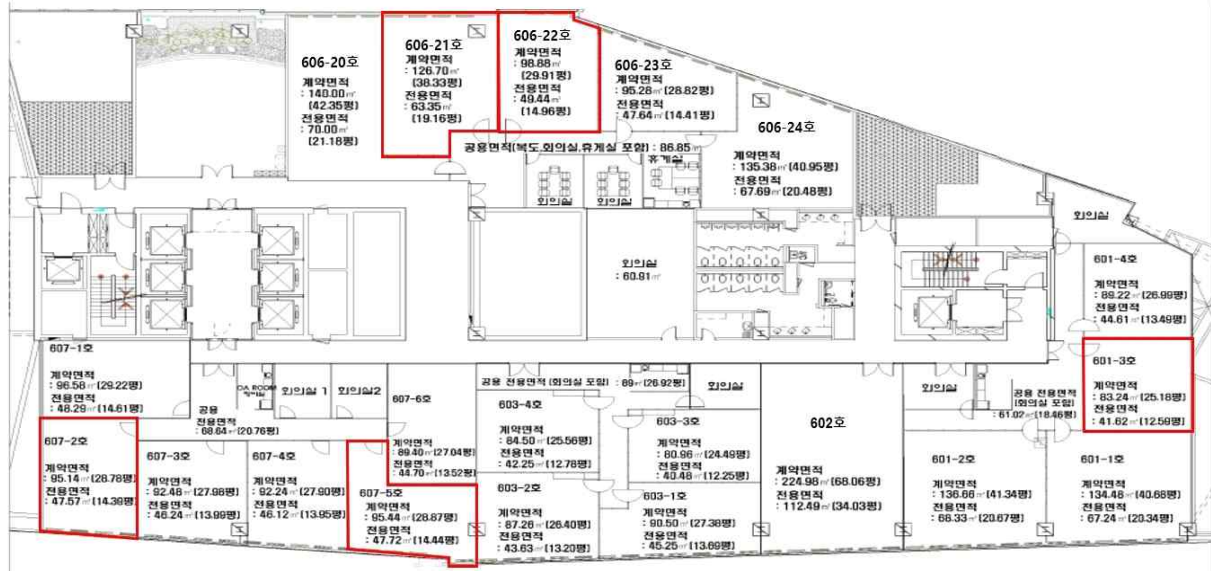 606-20호
계약면적
: 140.00㎡
(42.35평)
전용면적
: 70.00㎡
(21.18평)
606-21호
계약면적
: 126.70㎡
(38.33평)
전용면적
: 63.35㎡
(19.16평)
606-22호
계약면적
: 98.88㎡
(29.91평)
전용면적
: 49.44㎡
(14.96평)
606-23호
계약면적
: 95.28㎡(28.82평)
전용면적
: 47.64㎡(14.41평)
606-24호
계약면적
: 135.38㎡(40.95평)
전용면적
: 67.69㎡(20.48평)
공용면적(복도,회의실,휴게실 포함) : 86.85㎡
휴게실
회의실
회의실
회의실
회의실
: 60.91㎡
601-4호
계약면적
: 89.22㎡(26.99평)
전용면적
: 44.61㎡(13.49평)
601-3호
계약면적
: 83.24㎡(25.18평)
전용면적
: 41.62㎡(12.59평)
607-1호
계약면적
: 96.58㎡(29.22평)
전용면적
: 48.29㎡(14.61평)
OA ROOM
공용
전용면적
: 68.64㎡(20.76평)
회의실 1
회의실2
607-6호
계약면적
: 89.40㎡(27.04평)
전용면적
: 44.70㎡(13.52평)
공용 전용면적 (회의실 포함) : 89㎡(26.92평)
회의실
603-4호
계약면적
: 84.50㎡(25.56평)
전용면적
: 42.25㎡(12.78평)
603-3호
계약면적
: 80.96㎡(24.49평)
전용면적
: 40.48㎡(12.25평)
602호
계약면적
: 224.98㎡(68.06평)
전용면적
: 112.49㎡(34.03평)
회의실
공용 전용면적
(회의실 포함)
: 61.02㎡(18.46평)
607-2호
계약면적
: 95.14㎡(28.78평)
전용면적
: 47.57㎡(14.39평)
607-3호
계약면적
: 92.48㎡(27.98평)
전용면적
: 46.24㎡(13.99평)
607-4호
계약면적
: 92.24㎡(27.90평)
전용면적
: 46.12㎡(13.95평)
607-5호
계약면적
: 95.44㎡(28.87평)
전용면적
: 47.72㎡(14.44평)
603-2호
계약면적
: 87.26㎡(26.40평)
전용면적
: 43.63㎡(13.20평)
603-1호
계약면적
: 90.50㎡(27.38평)
전용면적
: 45.25㎡(13.69평)
601-2호
계약면적
: 136.66㎡(41.34평)
전용면적
: 68.33㎡(20.67평)
601-1호
계약면적
: 134.48㎡(40.68평)
전용면적
: 67.24㎡(20.34평)